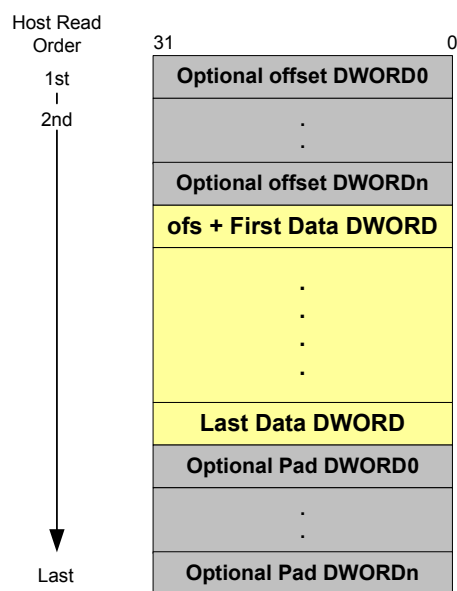 Host Read
Order
31 0
1st
Optional offset DWORD0
2nd
.
.
Optional offset DWORDn
ofs + First Data DWORD
.
.
.
.
Last Data DWORD
Optional Pad DWORD0
.
.
Last
Optional Pad DWORDn